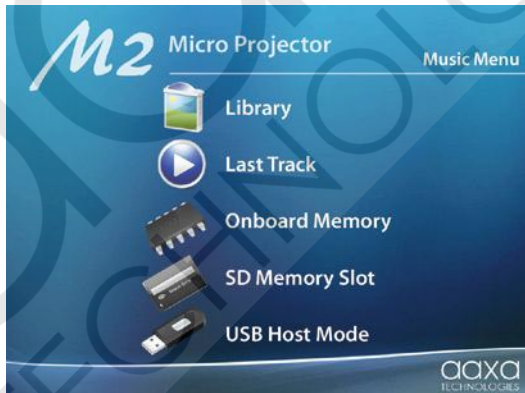 M2 Micro Projector
Music Menu
Library
Last Track
Onboard Memory
SD Memory Slot
USB Host Mode
aaxa
TECHNOLOGIES